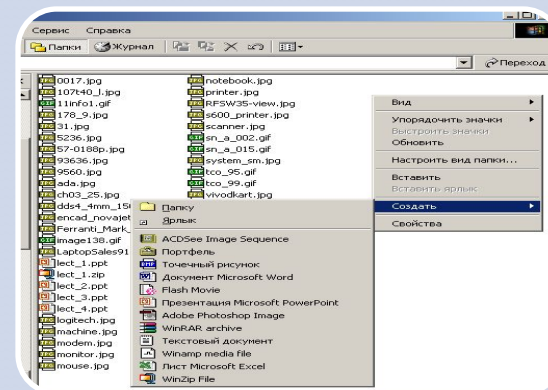 Сервис Справка
Папки Журнал
Переход
0017.jpg
107t40_l.jpg
11info1.gif
178_9.jpg
31.jpg
5236.jpg
57-0188p.jpg
93636.jpg
9560.jpg
ada.jpg
ch03_25.jpg
dds4_4mm_150
encad_novajet
Ferranti_Mark_
image138.gif
LaptopSales91
lect_1.ppt
lect_1.zip
lect_2.ppt
lect_3.ppt
lect_4.ppt
logitech.jpg
machine.jpg
modem.jpg
monitor.jpg
mouse.jpg
notebook.jpg
printer.jpg
RFSW35-view.jpg
s600_printer.jpg
scanner.jpg
sn_a_002.gif
sn_a_015.gif
system_sm.jpg
tco_95.gif
tco_99.gif
vivodkart.jpg
Вид
Упорядочить значки
Выстроить значки
Обновить
Настроить вид папки...
Вставить
Вставить ярлык
Создать
Свойства
Папку
Ярлык
ACDSee Image Sequence
Портфель
Точечный рисунок
Документ Microsoft Word
Flash Movie
Презентация Microsoft PowerPoint
Adobe Photoshop Image
WinRAR archive
Текстовый документ
Winamp media file
Лист Microsoft Excel
WinZip File